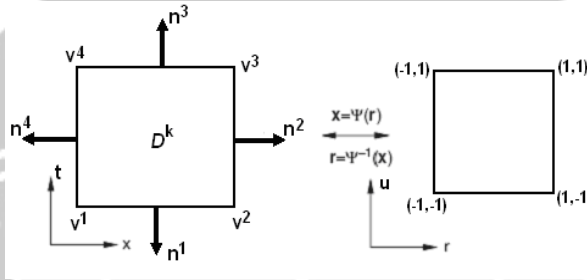 n³
v⁴
v³
(-1,1)
(1,1)
n⁴
Dᵏ
n²
x=Ψ(r)
r=Ψ⁻¹(x)
t
u
v¹
v²
(-1,-1)
(1,-1
x
n¹
r